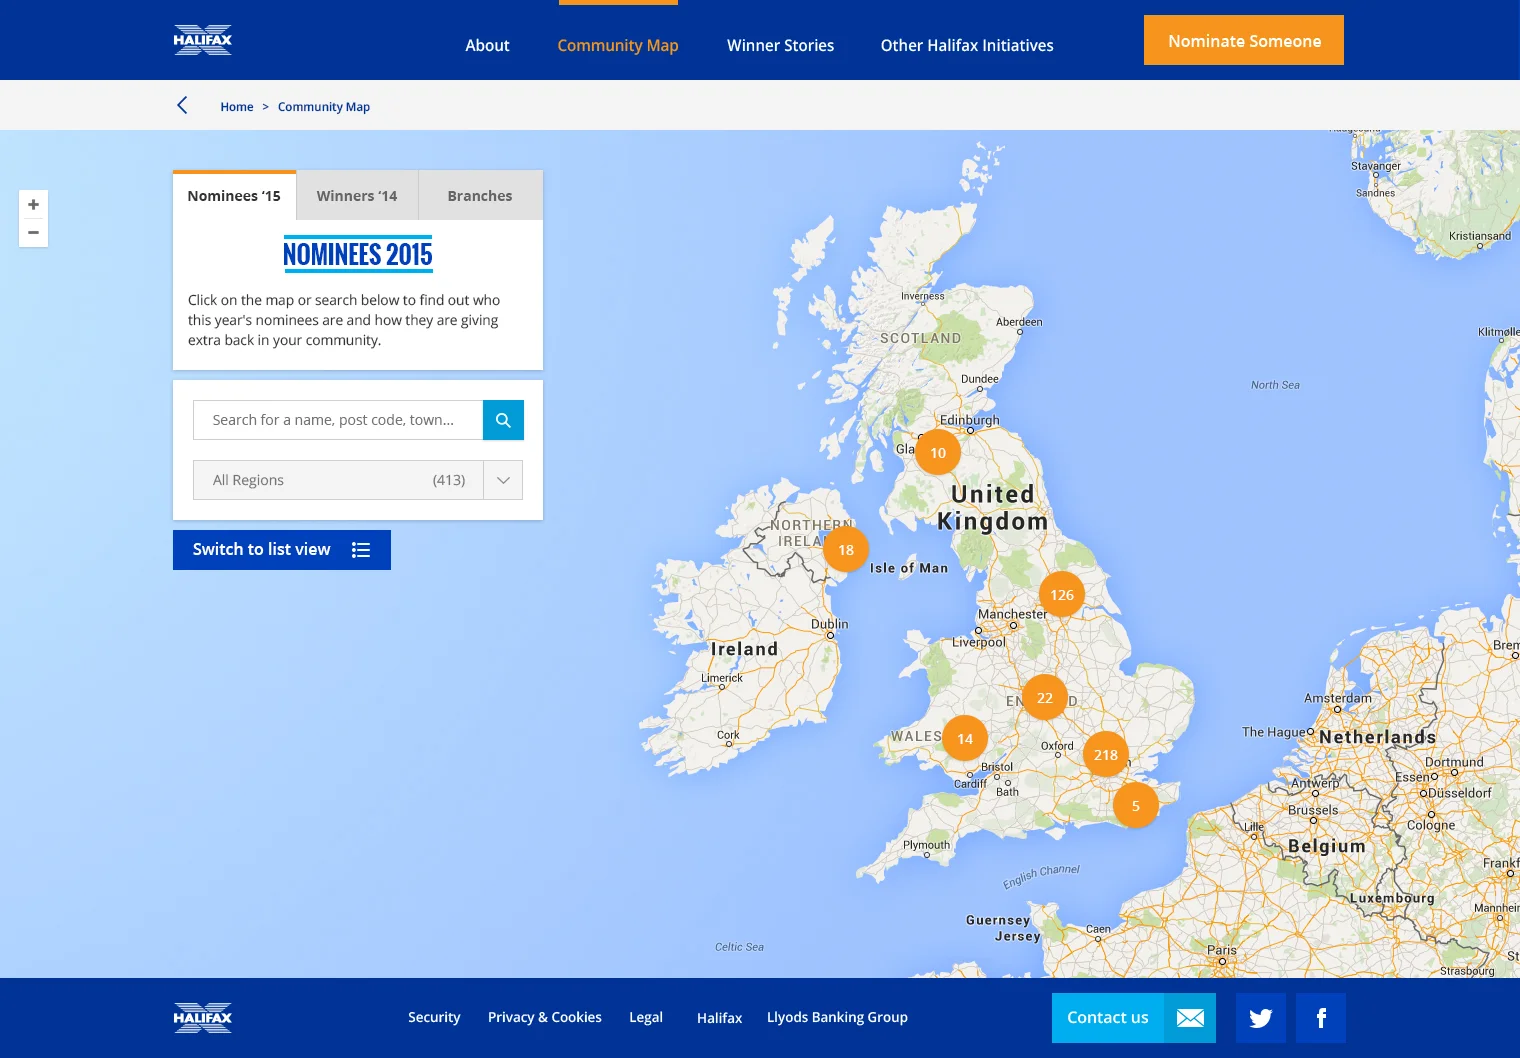 HALIFAX
About
Community Map
Winner Stories
Other Halifax Initiatives
Nominate Someone
Home > Community Map
Nominees ‘15
Winners ‘14
Branches
NOMINEES 2015
Click on the map or search below to find out who
this year's nominees are and how they are giving
extra back in your community.
Search for a name, post code, town...
All Regions (413)
Switch to list view
+
−
Stavanger
Sandnes
Kristiansand
Inverness
Aberdeen
SCOTLAND
Klitmølle
Dundee
North Sea
Edinburgh
Gla
10
United
Kingdom
NORTHERN
IRELA
18
Isle of Man
126
Manchester
Dublin
Liverpool
Ireland
Brem
Limerick
22
EN
D
Amsterdam
Cork
WALES
14
The Hague
Netherlands
Oxford
218
n
Dortmund
Bristol
Essen
Cardiff
Bath
Antwerp
Düsseldorf
5
Brussels
Lille
Cologne
Plymouth
Belgium
English Channel
Frankf
Luxembourg
Mannhein
Guernsey
Jersey
Caen
Celtic Sea
Paris
St
Strasbourg
HALIFAX
Security
Privacy & Cookies
Legal
Halifax
Llyods Banking Group
Contact us
f